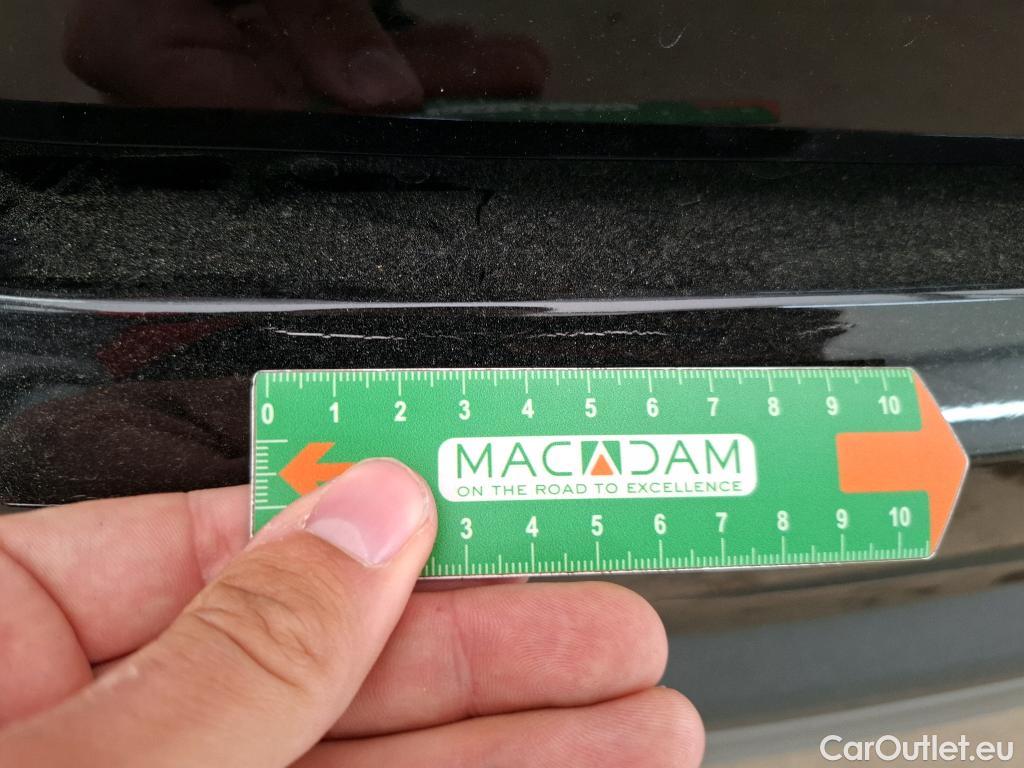 0 1 2 3 4 5 6 7 8 9 10
MACADAM
ON THE ROAD TO EXCELLENCE
3 4 5 6 7 8 9 10
CarOutlet.eu